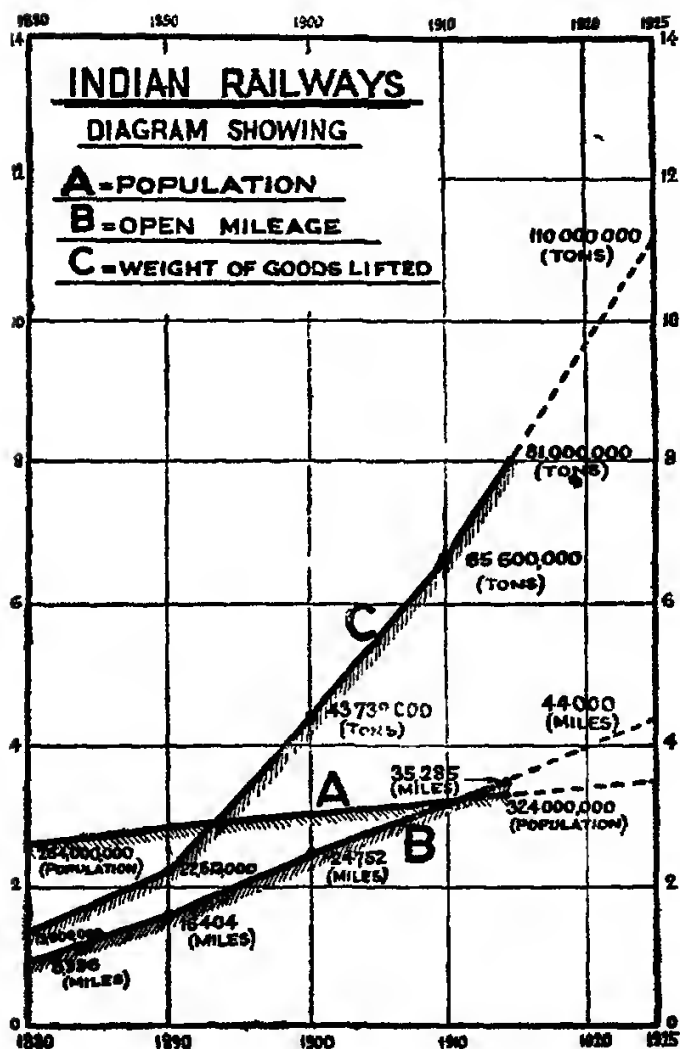 1880 1890 1900 1910 1920 1925
14 14
INDIAN RAILWAYS
DIAGRAM SHOWING
A=POPULATION
B=OPEN MILEAGE
C=WEIGHT OF GOODS LIFTED
12 12
110 000 000
(TONS)
10 10
8 8
81.000,000
(TONS)
65 600,000
(TONS)
6 6
C
(TONS)
44000
(MILES)
4 4
35,285
(MILES)
A
324000,000
(POPULATION)
B
(POPULATION)
24752
(MILES)
2 2
(MILES)
(MILES)
0 0
1880 1890 1900 1910 1920 1925